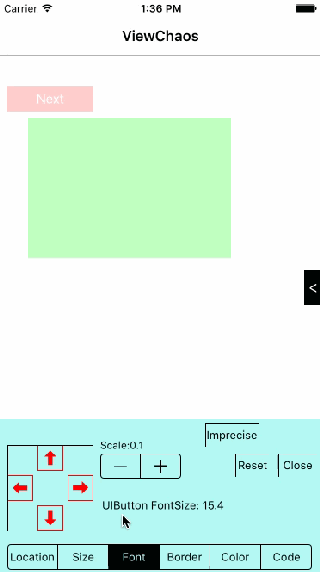 Carrier 1:36 PM
ViewChaos
Next
<
Imprecise
Scale:0.1
— +
Reset Close
UIButton FontSize: 15.4
Location Size Font Border Color Code